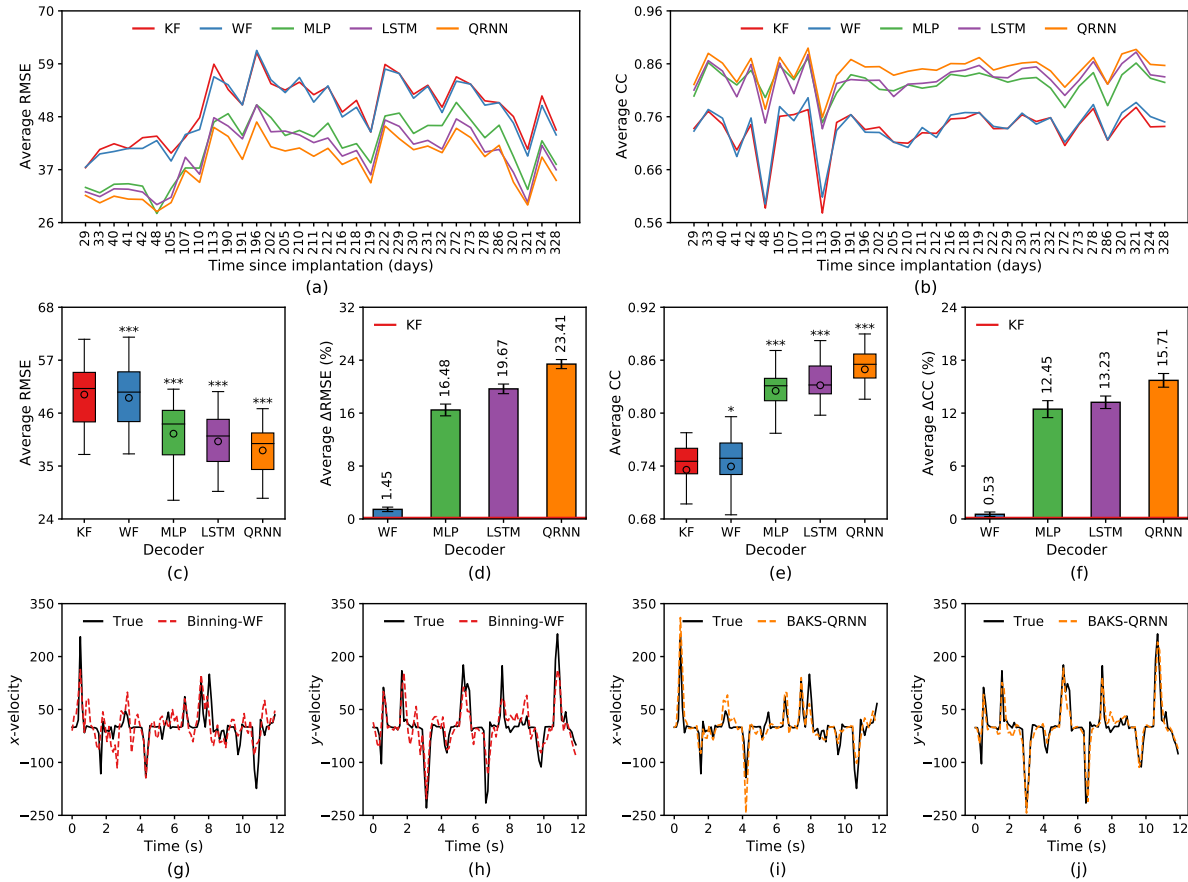 KF WF MLP LSTM QRNN
Average RMSE
70
59
48
37
26
29 33 40 41 42 48 105 107 110 113 190 191 196 202 205 210 211 212 216 218 219 222 229 230 231 232 272 273 278 286 320 321 324 328
Time since implantation (days)
(a)
KF WF MLP LSTM QRNN
Average CC
0.96
0.86
0.76
0.66
0.56
29 33 40 41 42 48 105 107 110 113 190 191 196 202 205 210 211 212 216 218 219 222 229 230 231 232 272 273 278 286 320 321 324 328
Time since implantation (days)
(b)
Average RMSE
68
57
46
35
24
*** *** *** ***
KF WF MLP LSTM QRNN
Decoder
(c)
Average ΔRMSE (%)
32
24
16
8
0
KF
1.45 16.48 19.67 23.41
WF MLP LSTM QRNN
Decoder
(d)
Average CC
0.92
0.86
0.80
0.74
0.68
* *** *** ***
KF WF MLP LSTM QRNN
Decoder
(e)
Average ΔCC (%)
24
18
12
6
0
KF
0.53 12.45 13.23 15.71
WF MLP LSTM QRNN
Decoder
(f)
True Binning-WF
x-velocity
350
200
50
−100
−250
0 2 4 6 8 10 12
Time (s)
(g)
True Binning-WF
y-velocity
350
200
50
−100
−250
0 2 4 6 8 10 12
Time (s)
(h)
True BAKS-QRNN
x-velocity
350
200
50
−100
−250
0 2 4 6 8 10 12
Time (s)
(i)
True BAKS-QRNN
y-velocity
350
200
50
−100
−250
0 2 4 6 8 10 12
Time (s)
(j)